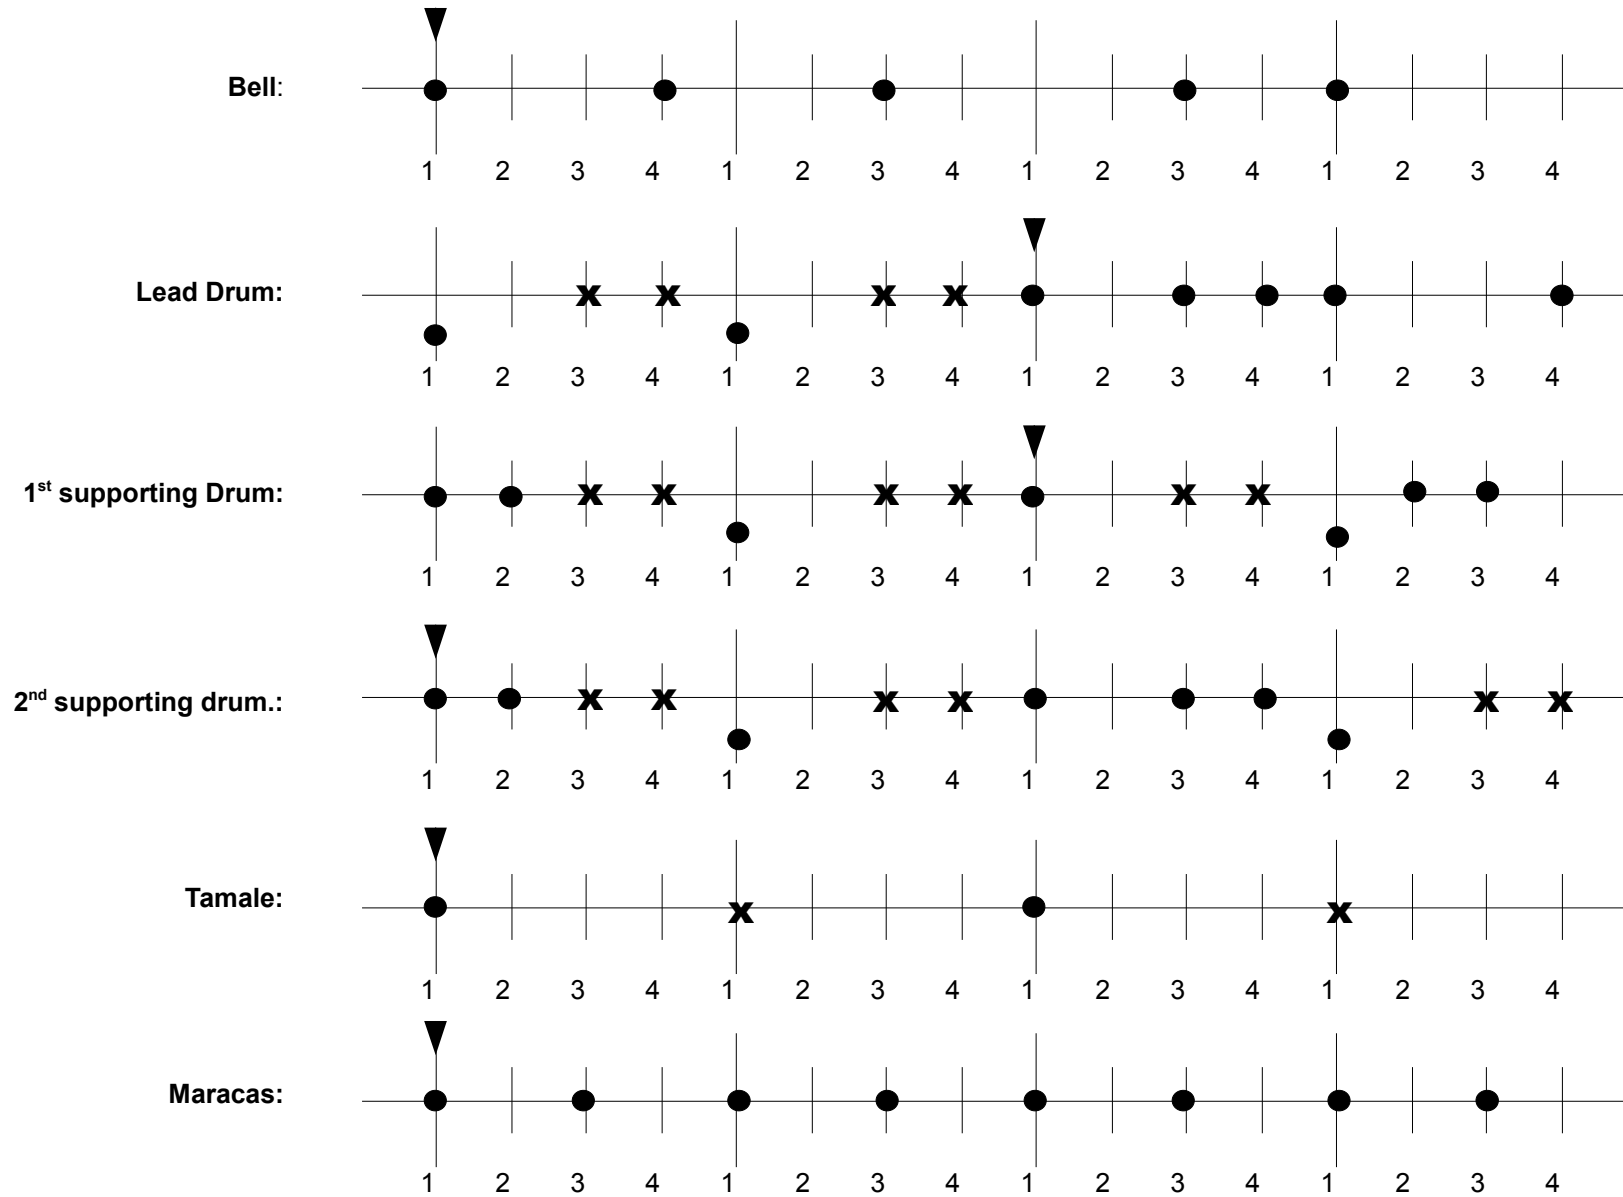 Bell:
1 2 3 4 1 2 3 4 1 2 3 4 1 2 3 4
Lead Drum:
1 2 3 4 1 2 3 4 1 2 3 4 1 2 3 4
1st supporting Drum:
1 2 3 4 1 2 3 4 1 2 3 4 1 2 3 4
2nd supporting drum.:
1 2 3 4 1 2 3 4 1 2 3 4 1 2 3 4
Tamale:
1 2 3 4 1 2 3 4 1 2 3 4 1 2 3 4
Maracas:
1 2 3 4 1 2 3 4 1 2 3 4 1 2 3 4